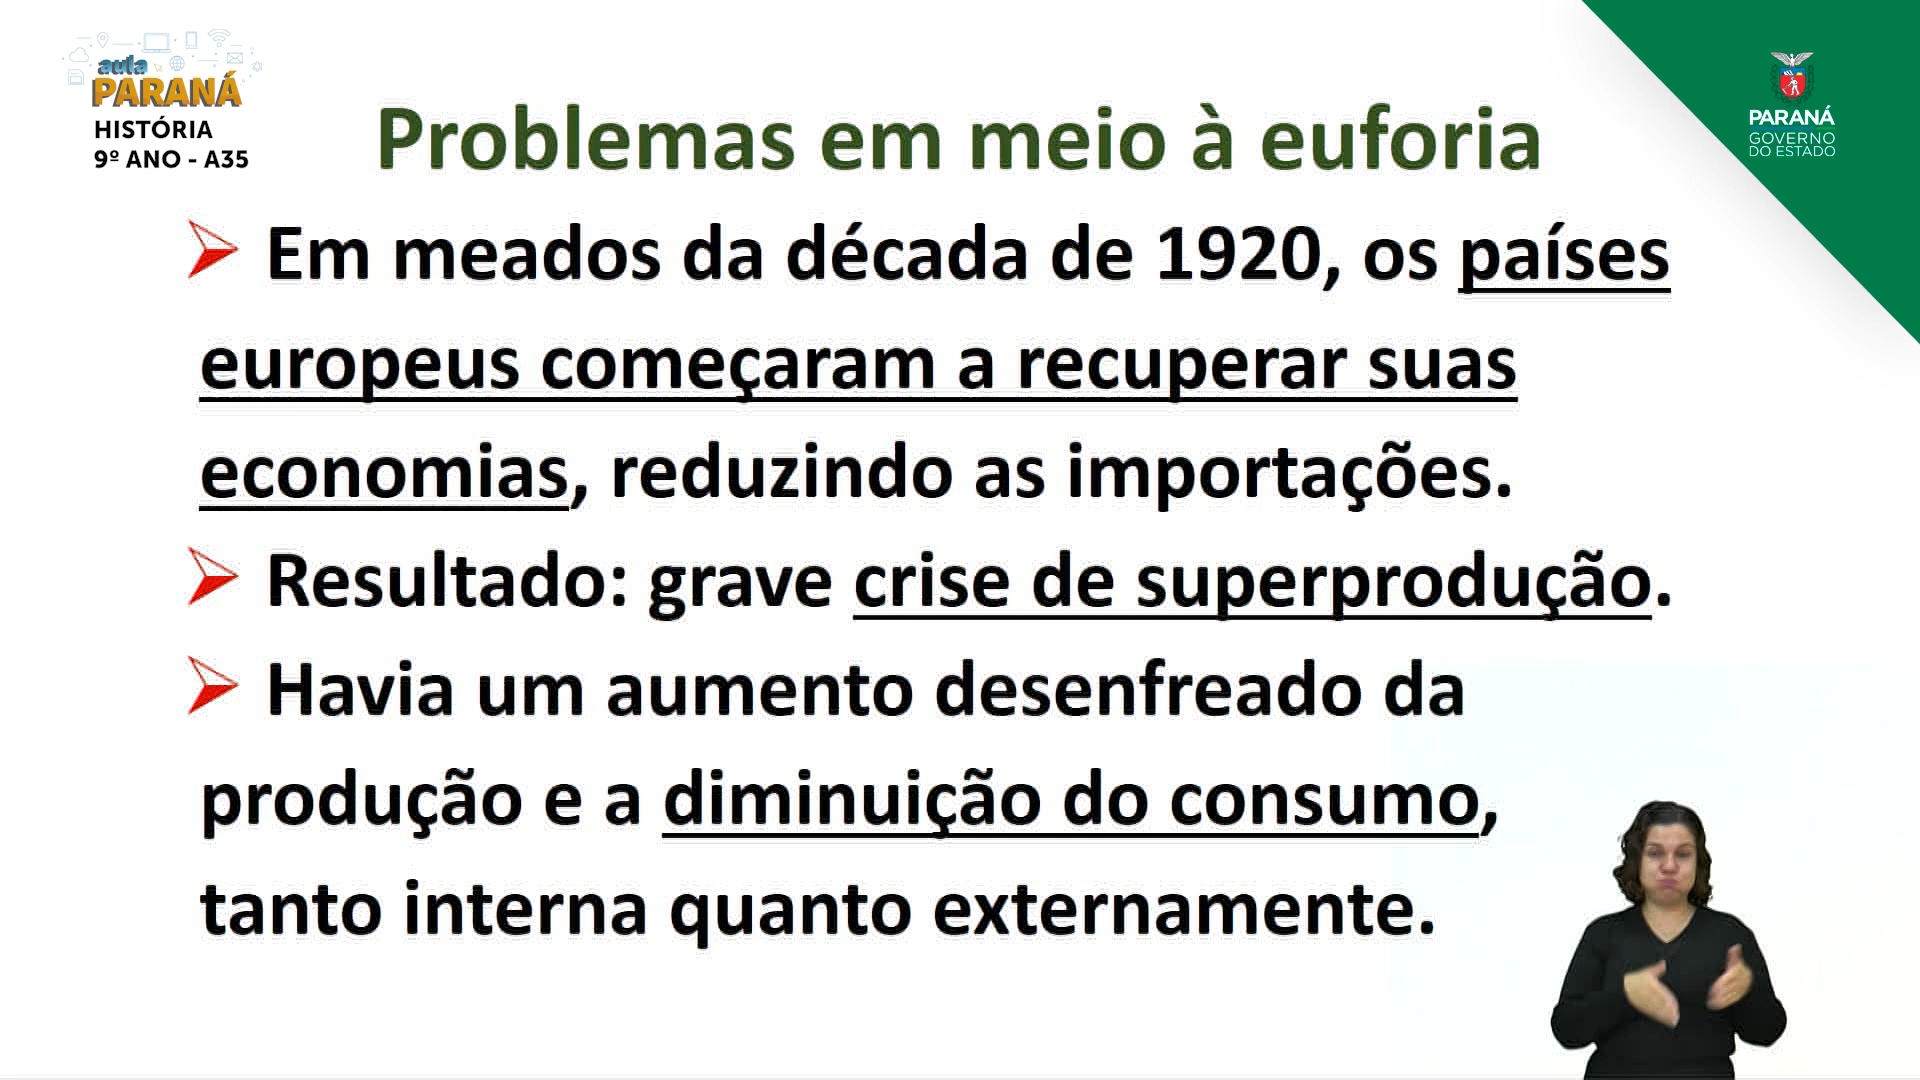 aula
PARANÁ
HISTÓRIA
9º ANO - A35
PARANÁ
GOVERNO
DO ESTADO
Problemas em meio à euforia
Em meados da década de 1920, os países
europeus começaram a recuperar suas
economias, reduzindo as importações.
Resultado: grave crise de superprodução.
Havia um aumento desenfreado da
produção e a diminuição do consumo,
tanto interna quanto externamente.